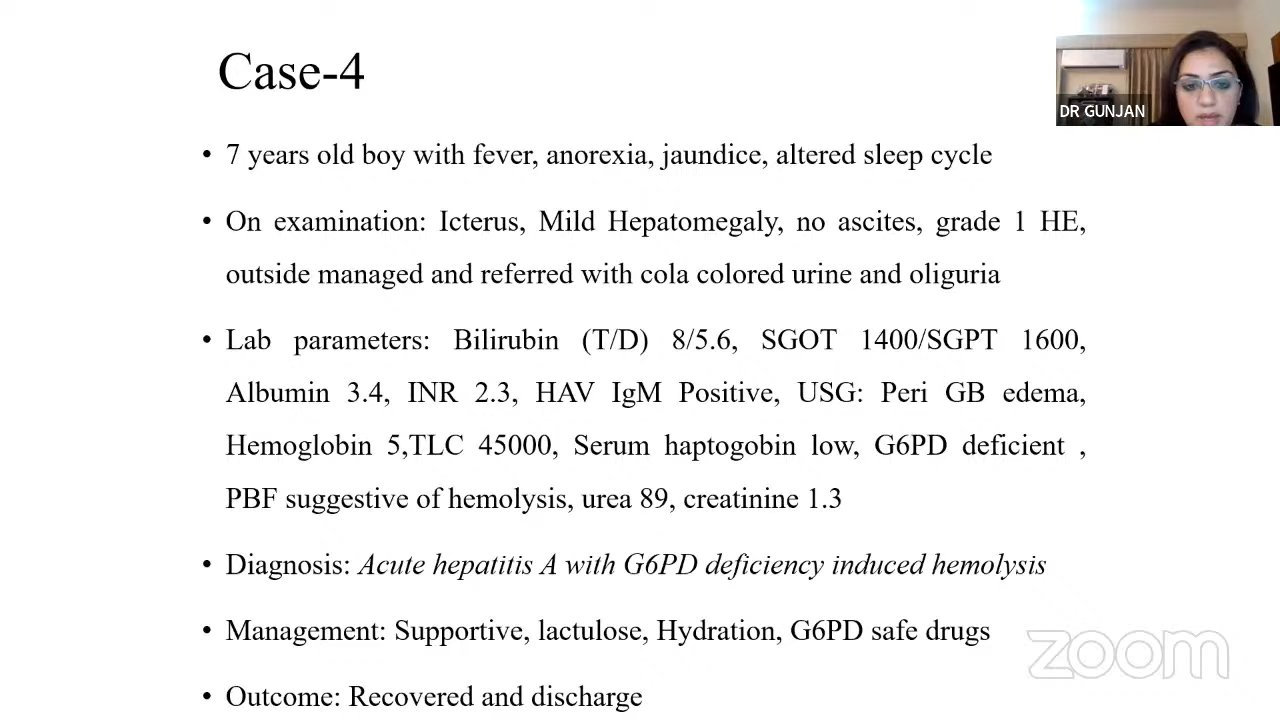 Case-4
DR GUNJAN
• 7 years old boy with fever, anorexia, jaundice, altered sleep cycle
• On examination: Icterus, Mild Hepatomegaly, no ascites, grade 1 HE,
outside managed and referred with cola colored urine and oliguria
• Lab parameters: Bilirubin (T/D) 8/5.6, SGOT 1400/SGPT 1600,
Albumin 3.4, INR 2.3, HAV IgM Positive, USG: Peri GB edema,
Hemoglobin 5,TLC 45000, Serum haptogobin low, G6PD deficient ,
PBF suggestive of hemolysis, urea 89, creatinine 1.3
• Diagnosis: Acute hepatitis A with G6PD deficiency induced hemolysis
• Management: Supportive, lactulose, Hydration, G6PD safe drugs
• Outcome: Recovered and discharge
zoom